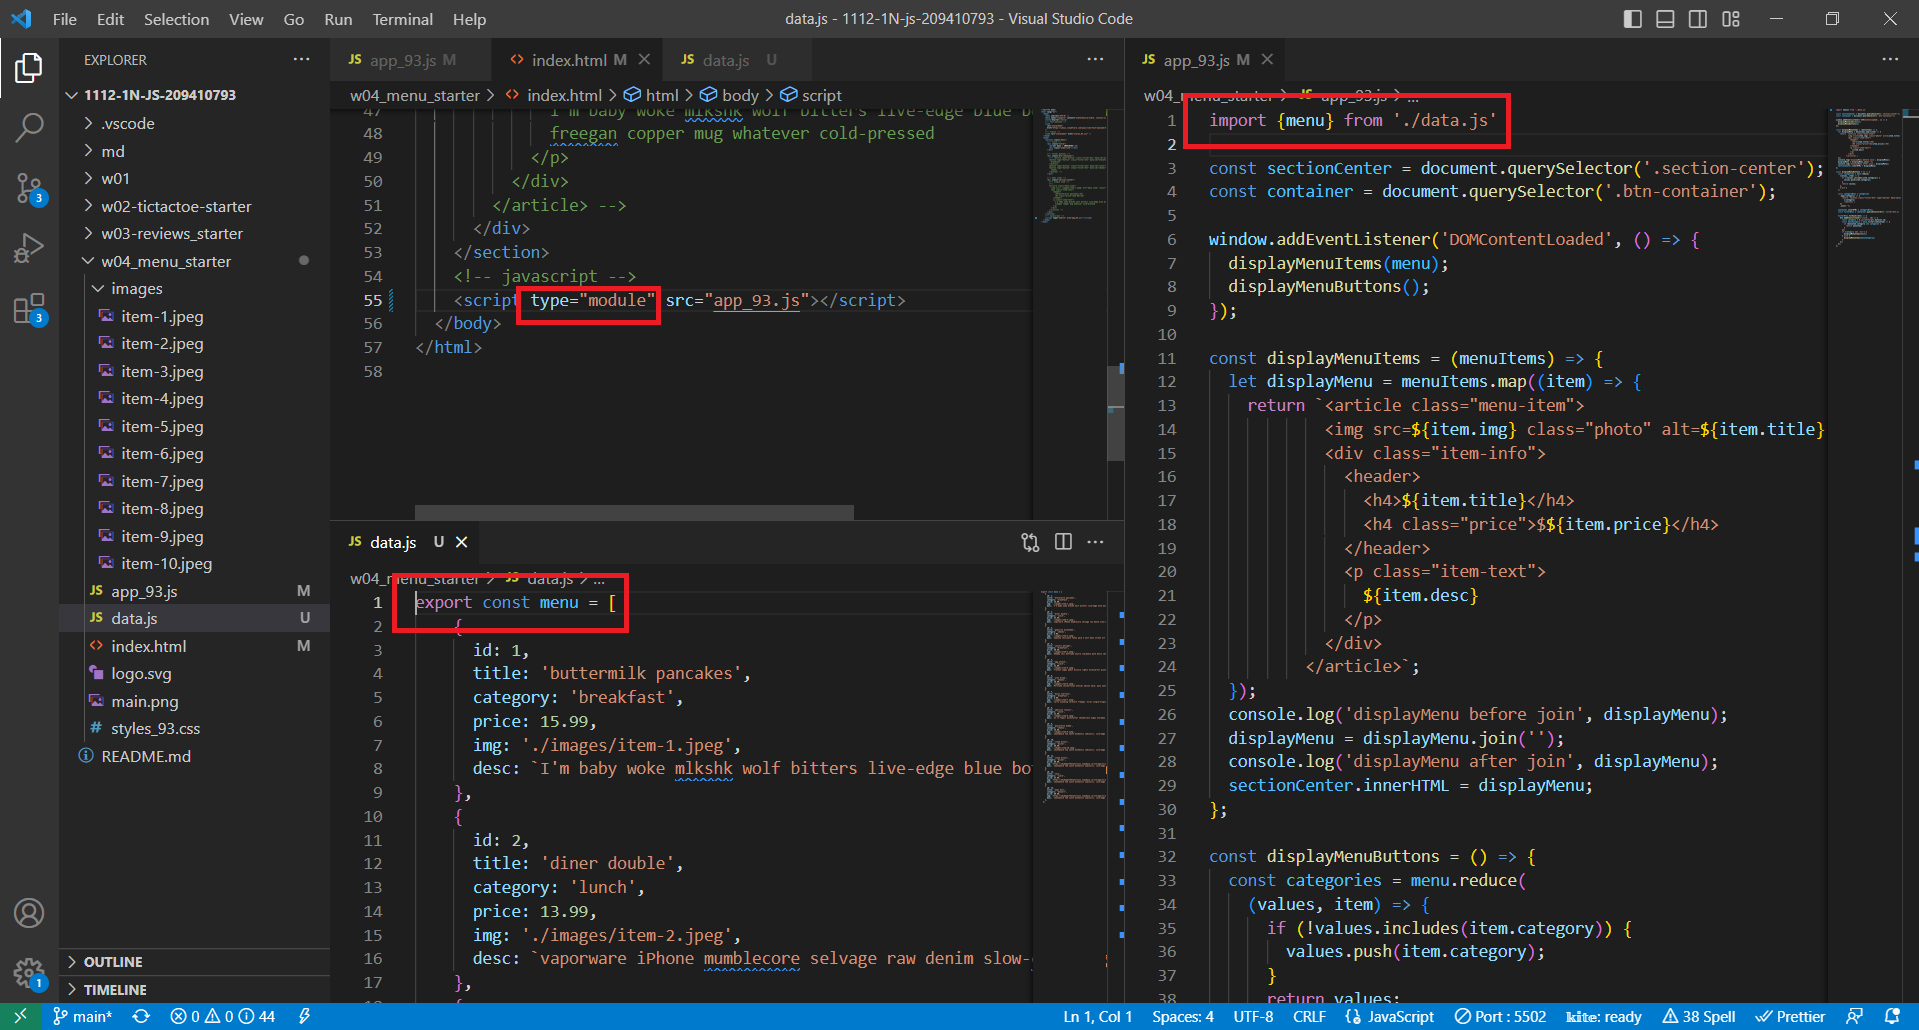 File Edit Selection View Go Run Terminal Help
data.js - 1112-1N-js-209410793 - Visual Studio Code
EXPLORER
1112-1N-JS-209410793
.vscode
md
w01
w02-tictactoe-starter
w03-reviews_starter
w04_menu_starter
images
item-1.jpeg
item-2.jpeg
item-3.jpeg
item-4.jpeg
item-5.jpeg
item-6.jpeg
item-7.jpeg
item-8.jpeg
item-9.jpeg
item-10.jpeg
JS app_93.js M
JS data.js U
<> index.html M
logo.svg
main.png
# styles_93.css
README.md
OUTLINE
TIMELINE
3
3
1
JS app_93.js M <> index.html M JS data.js U
w04_menu_starter > <> index.html > html > body > script
47 I'm baby woke mlkshk wolf bitters live-edge blue b
48 freegan copper mug whatever cold-pressed
49 </p>
50 </div>
51 </article> -->
52 </div>
53 </section>
54 <!-- javascript -->
55 <script type="module" src="app_93.js"></script>
56 </body>
57 </html>
58
JS data.js U
w04_menu_starter > JS data.js > ...
1 export const menu = [
2 {
3 id: 1,
4 title: 'buttermilk pancakes',
5 category: 'breakfast',
6 price: 15.99,
7 img: './images/item-1.jpeg',
8 desc: `I'm baby woke mlkshk wolf bitters live-edge blue bo
9 },
10 {
11 id: 2,
12 title: 'diner double',
13 category: 'lunch',
14 price: 13.99,
15 img: './images/item-2.jpeg',
16 desc: `vaporware iPhone mumblecore selvage raw denim slow-
17 },
JS app_93.js M
w04_menu_starter > JS app_93.js > ...
1 import {menu} from './data.js'
2
3 const sectionCenter = document.querySelector('.section-center');
4 const container = document.querySelector('.btn-container');
5
6 window.addEventListener('DOMContentLoaded', () => {
7 displayMenuItems(menu);
8 displayMenuButtons();
9 });
10
11 const displayMenuItems = (menuItems) => {
12 let displayMenu = menuItems.map((item) => {
13 return `<article class="menu-item">
14 <img src=${item.img} class="photo" alt=${item.title}
15 <div class="item-info">
16 <header>
17 <h4>${item.title}</h4>
18 <h4 class="price">$${item.price}</h4>
19 </header>
20 <p class="item-text">
21 ${item.desc}
22 </p>
23 </div>
24 </article>`;
25 });
26 console.log('displayMenu before join', displayMenu);
27 displayMenu = displayMenu.join('');
28 console.log('displayMenu after join', displayMenu);
29 sectionCenter.innerHTML = displayMenu;
30 };
31
32 const displayMenuButtons = () => {
33 const categories = menu.reduce(
34 (values, item) => {
35 if (!values.includes(item.category)) {
36 values.push(item.category);
37 }
38 return values;
main* 0 0 44 Ln 1, Col 1 Spaces: 4 UTF-8 CRLF {} JavaScript Port : 5502 kite: ready 38 Spell Prettier